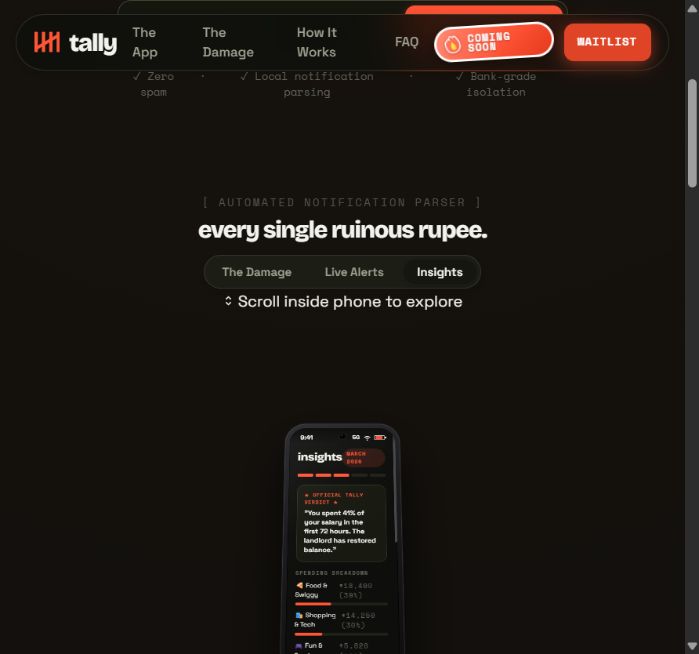 tally
The App
The Damage
How It Works
FAQ
COMING SOON
WAITLIST
✓ Zero spam · ✓ Local notification parsing · ✓ Bank-grade isolation
[ AUTOMATED NOTIFICATION PARSER ]
every single ruinous rupee.
The Damage Live Alerts Insights
Scroll inside phone to explore
9:41 5G
insights MARCH 2026
OFFICIAL TALLY
VERDICT
"You spent 41% of
your salary in the
first 72 hours. The
landlord has restored
balance."
SPENDING BREAKDOWN
Food & Swiggy ₹18,400 (38%)
Shopping & Tech ₹14,250 (30%)
Fun &